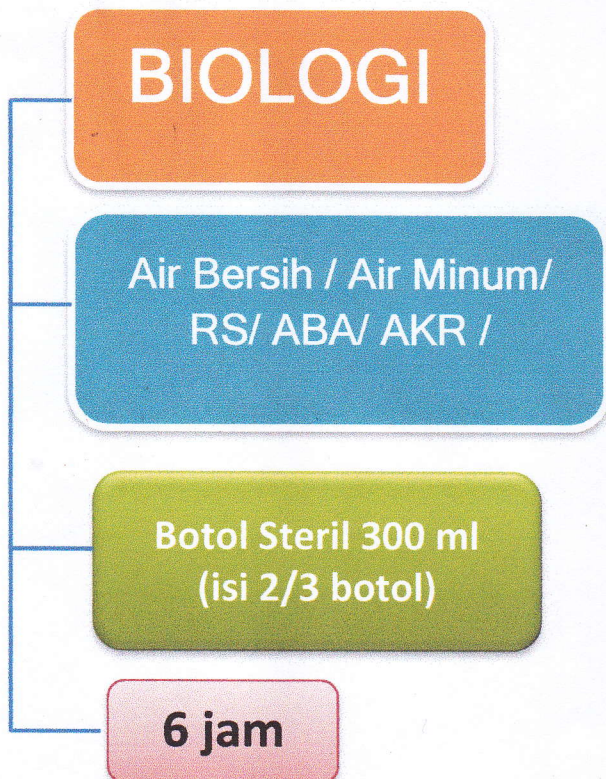 BIOLOGI
Air Bersih / Air Minum/
RS/ ABA/ AKR /
Botol Steril 300 ml
(isi 2/3 botol)
6 jam